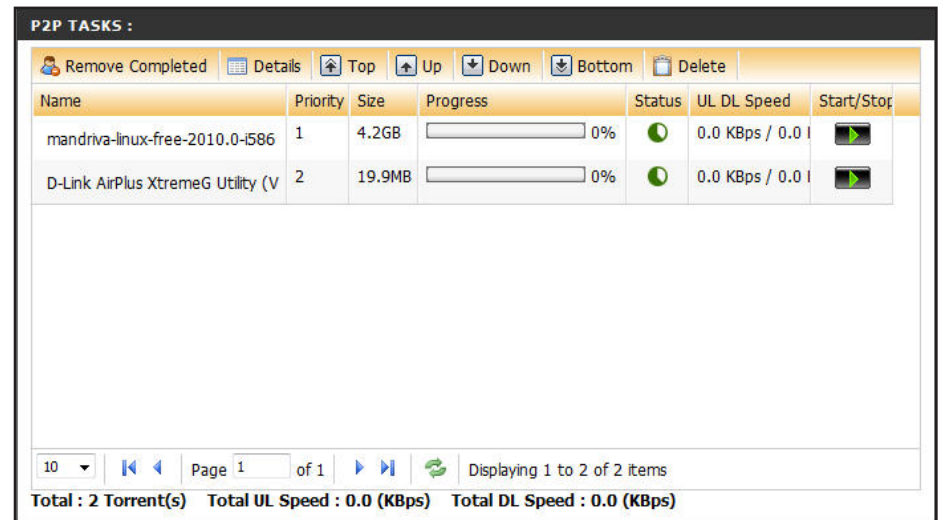 P2P TASKS :
Remove Completed Details Top Up Down Bottom Delete
Name Priority Size Progress Status UL DL Speed Start/Stop
mandriva-linux-free-2010.0-i586 1 4.2GB 0% 0.0 KBps / 0.0
D-Link AirPlus XtremeG Utility (V 2 19.9MB 0% 0.0 KBps / 0.0
10 Page 1 of 1 Displaying 1 to 2 of 2 items
Total : 2 Torrent(s) Total UL Speed : 0.0 (KBps) Total DL Speed : 0.0 (KBps)